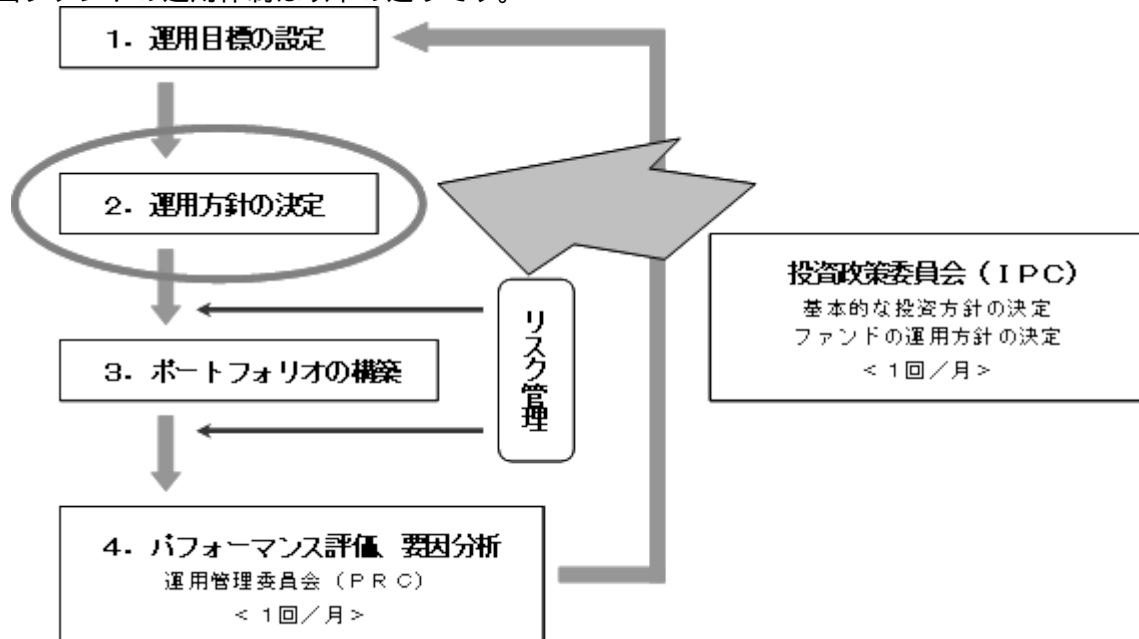 1．運用目標の設定
2．運用方針の決定
投資政策委員会（IPC）
基本的な投資方針の決定
ファンドの運用方針の決定
＜1回／月＞
リスク管理
3．ポートフォリオの構築
4．パフォーマンス評価、要因分析
運用管理委員会（PRC）
＜1回／月＞